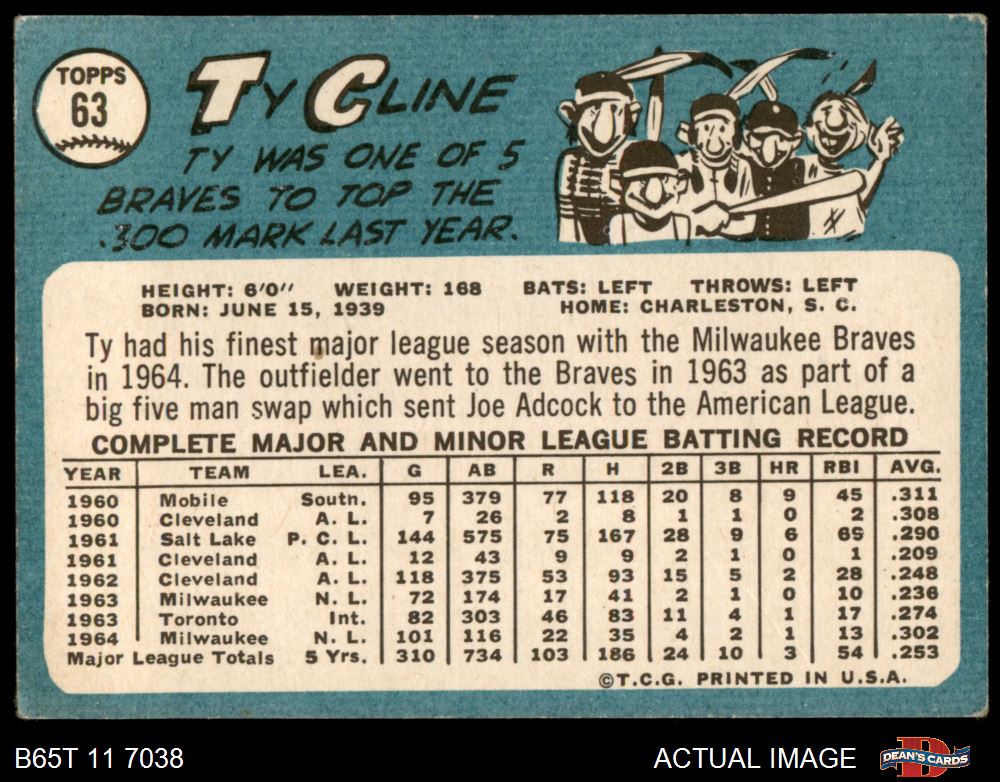 TOPPS
63
TY CLINE
TY WAS ONE OF 5
BRAVES TO TOP THE
.300 MARK LAST YEAR.
HEIGHT: 6'0" WEIGHT: 168 BATS: LEFT THROWS: LEFT
BORN: JUNE 15, 1939 HOME: CHARLESTON, S. C.
Ty had his finest major league season with the Milwaukee Braves
in 1964. The outfielder went to the Braves in 1963 as part of a
big five man swap which sent Joe Adcock to the American League.
COMPLETE MAJOR AND MINOR LEAGUE BATTING RECORD
YEAR TEAM LEA. G AB R H 2B 3B HR RBI AVG.
1960 Mobile South. 95 379 77 118 20 8 9 45 .311
1960 Cleveland A. L. 7 26 2 8 1 1 0 2 .308
1961 Salt Lake P. C. L. 144 575 75 167 28 9 6 69 .290
1961 Cleveland A. L. 12 43 9 9 2 1 0 1 .209
1962 Cleveland A. L. 118 375 53 93 15 5 2 28 .248
1963 Milwaukee N. L. 72 174 17 41 2 1 0 10 .236
1963 Toronto Int. 82 303 46 83 11 4 1 17 .274
1964 Milwaukee N. L. 101 116 22 35 4 2 1 13 .302
Major League Totals 5 Yrs. 310 734 103 186 24 10 3 54 .253
©T.C.G. PRINTED IN U.S.A.
B65T 11 7038 ACTUAL IMAGE DEAN'S CARDS